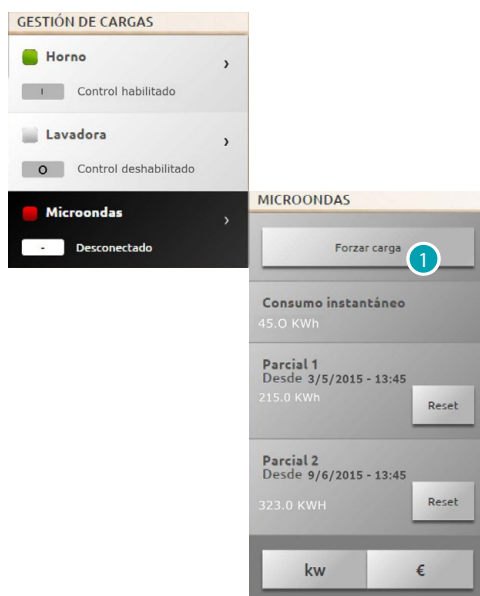 GESTIÓN DE CARGAS
Horno
›
I Control habilitado
Lavadora
›
O Control deshabilitado
Microondas
›
- Desconectado
MICROONDAS
Forzar carga
1
Consumo instantáneo
45.O KWh
Parcial 1
Desde 3/5/2015 - 13:45
215.0 KWh
Reset
Parcial 2
Desde 9/6/2015 - 13:45
323.0 KWH
Reset
kw €